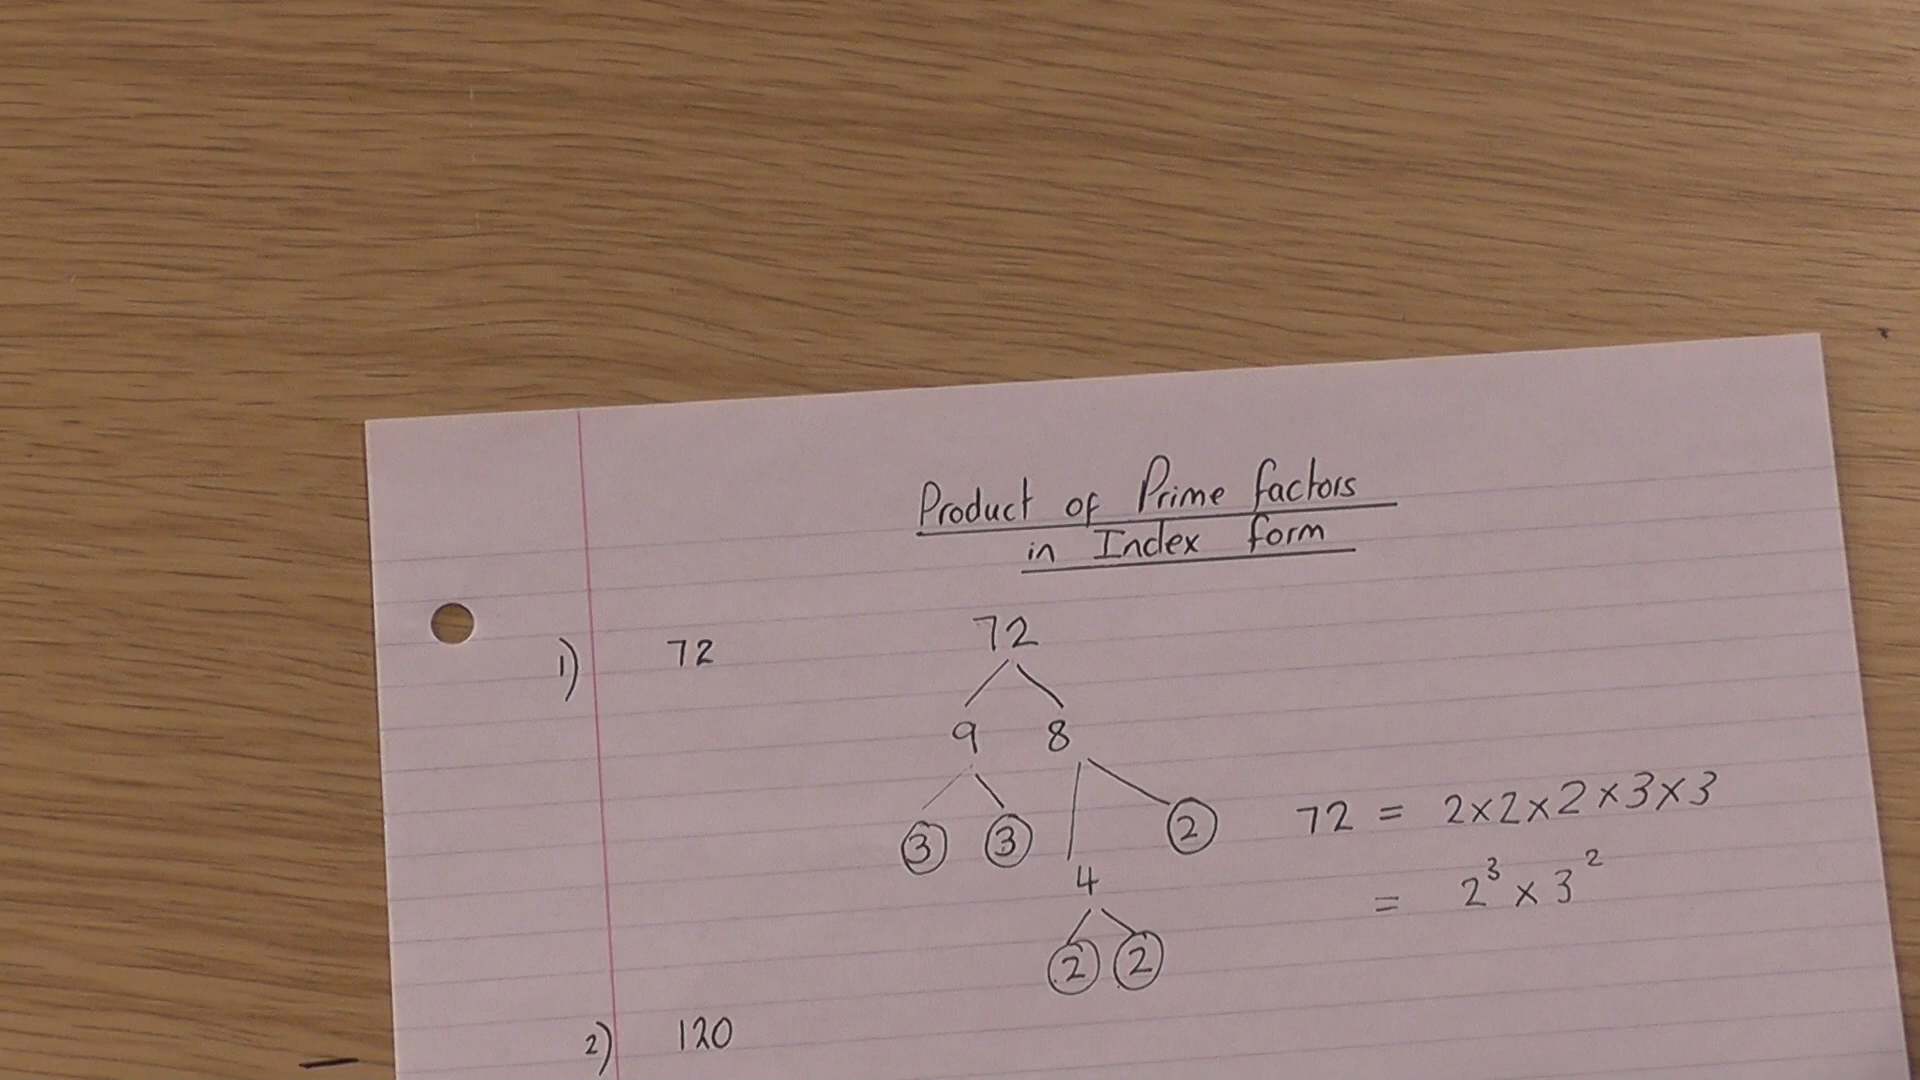 Product of Prime factors
in Index form
1) 72
72
9 8
3 3 2
4
2 2
72 = 2×2×2×3×3
= 2³ × 3²
2) 120